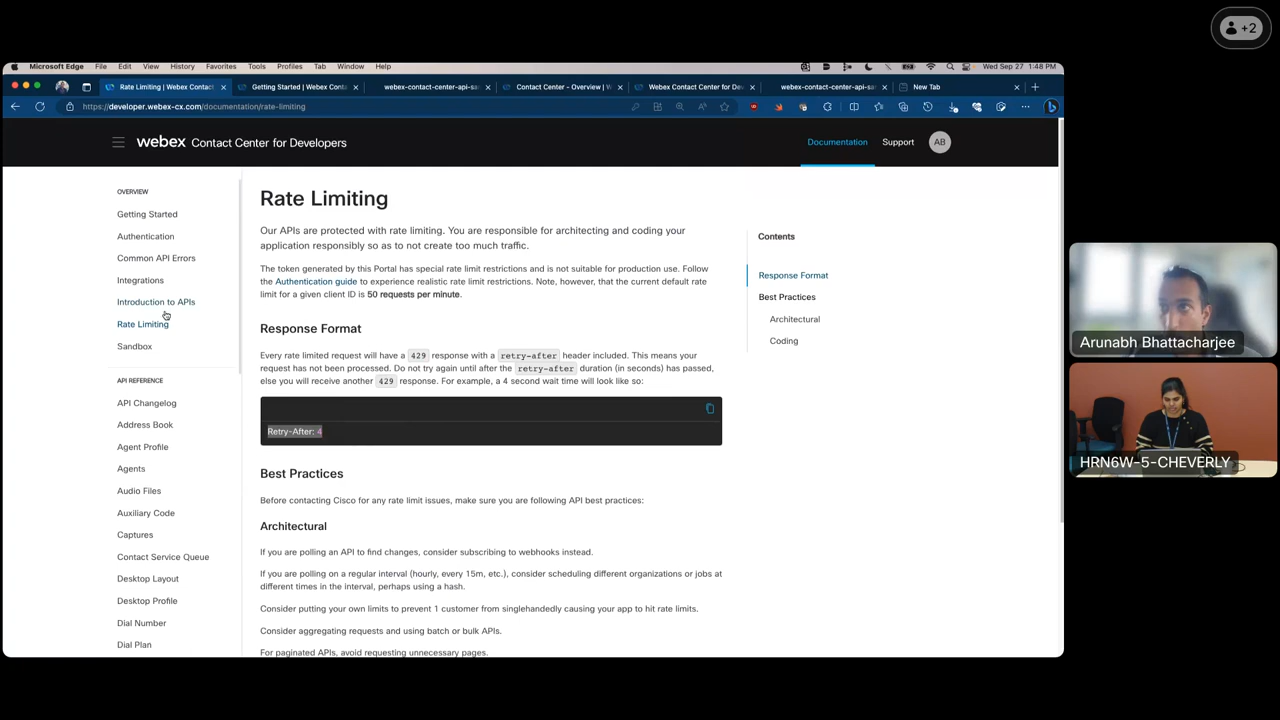 +2
Microsoft Edge File Edit View History Favorites Tools Profiles Tab Window Help
Wed Sep 27 1:48 PM
Rate Limiting | Webex Contact
Getting Started | Webex Conta
webex-contact-center-api-sa
Contact Center - Overview | W
Webex Contact Center for De
webex-contact-center-api-sa
New Tab
https://developer.webex-cx.com/documentation/rate-limiting
webex Contact Center for Developers
Documentation
Support
AB
OVERVIEW
Getting Started
Authentication
Common API Errors
Integrations
Introduction to APIs
Rate Limiting
Sandbox
API REFERENCE
API Changelog
Address Book
Agent Profile
Agents
Audio Files
Auxiliary Code
Captures
Contact Service Queue
Desktop Layout
Desktop Profile
Dial Number
Dial Plan
Rate Limiting
Our APIs are protected with rate limiting. You are responsible for architecting and coding your
application responsibly so as to not create too much traffic.
The token generated by this Portal has special rate limit restrictions and is not suitable for production use. Follow
the Authentication guide to experience realistic rate limit restrictions. Note, however, that the current default rate
limit for a given client ID is 50 requests per minute.
Response Format
Every rate limited request will have a 429 response with a retry-after header included. This means your
request has not been processed. Do not try again until after the retry-after duration (in seconds) has passed,
else you will receive another 429 response. For example, a 4 second wait time will look like so:
Retry-After: 4
Best Practices
Before contacting Cisco for any rate limit issues, make sure you are following API best practices:
Architectural
If you are polling an API to find changes, consider subscribing to webhooks instead.
If you are polling on a regular interval (hourly, every 15m, etc.), consider scheduling different organizations or jobs at
different times in the interval, perhaps using a hash.
Consider putting your own limits to prevent 1 customer from singlehandedly causing your app to hit rate limits.
Consider aggregating requests and using batch or bulk APIs.
For paginated APIs, avoid requesting unnecessary pages.
Contents
Response Format
Best Practices
Architectural
Coding
Arunabh Bhattacharjee
HRN6W-5-CHEVERLY